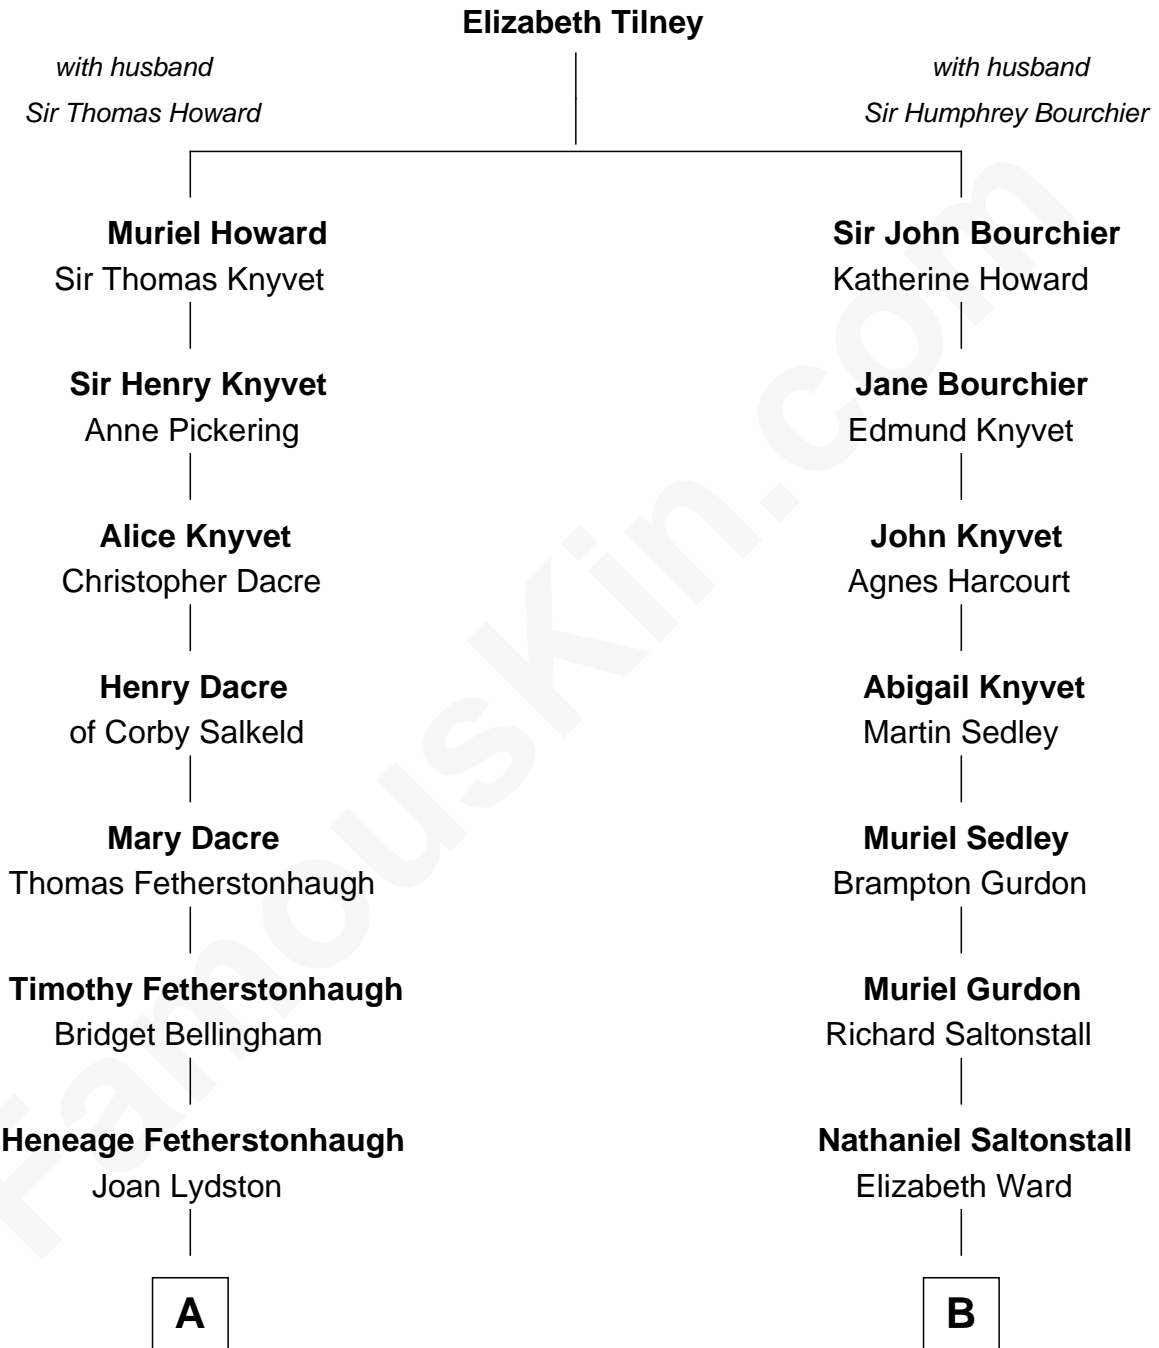 Elizabeth Tilney
with husband
Sir Thomas Howard
with husband
Sir Humphrey Bourchier
Muriel Howard
Sir Thomas Knyvet
Sir John Bourchier
Katherine Howard
Sir Henry Knyvet
Anne Pickering
Jane Bourchier
Edmund Knyvet
Alice Knyvet
Christopher Dacre
John Knyvet
Agnes Harcourt
Henry Dacre
of Corby Salkeld
Abigail Knyvet
Martin Sedley
Mary Dacre
Thomas Fetherstonhaugh
Muriel Sedley
Brampton Gurdon
Timothy Fetherstonhaugh
Bridget Bellingham
Muriel Gurdon
Richard Saltonstall
Heneage Fetherstonhaugh
Joan Lydston
Nathaniel Saltonstall
Elizabeth Ward
A
B
FamousKin.com